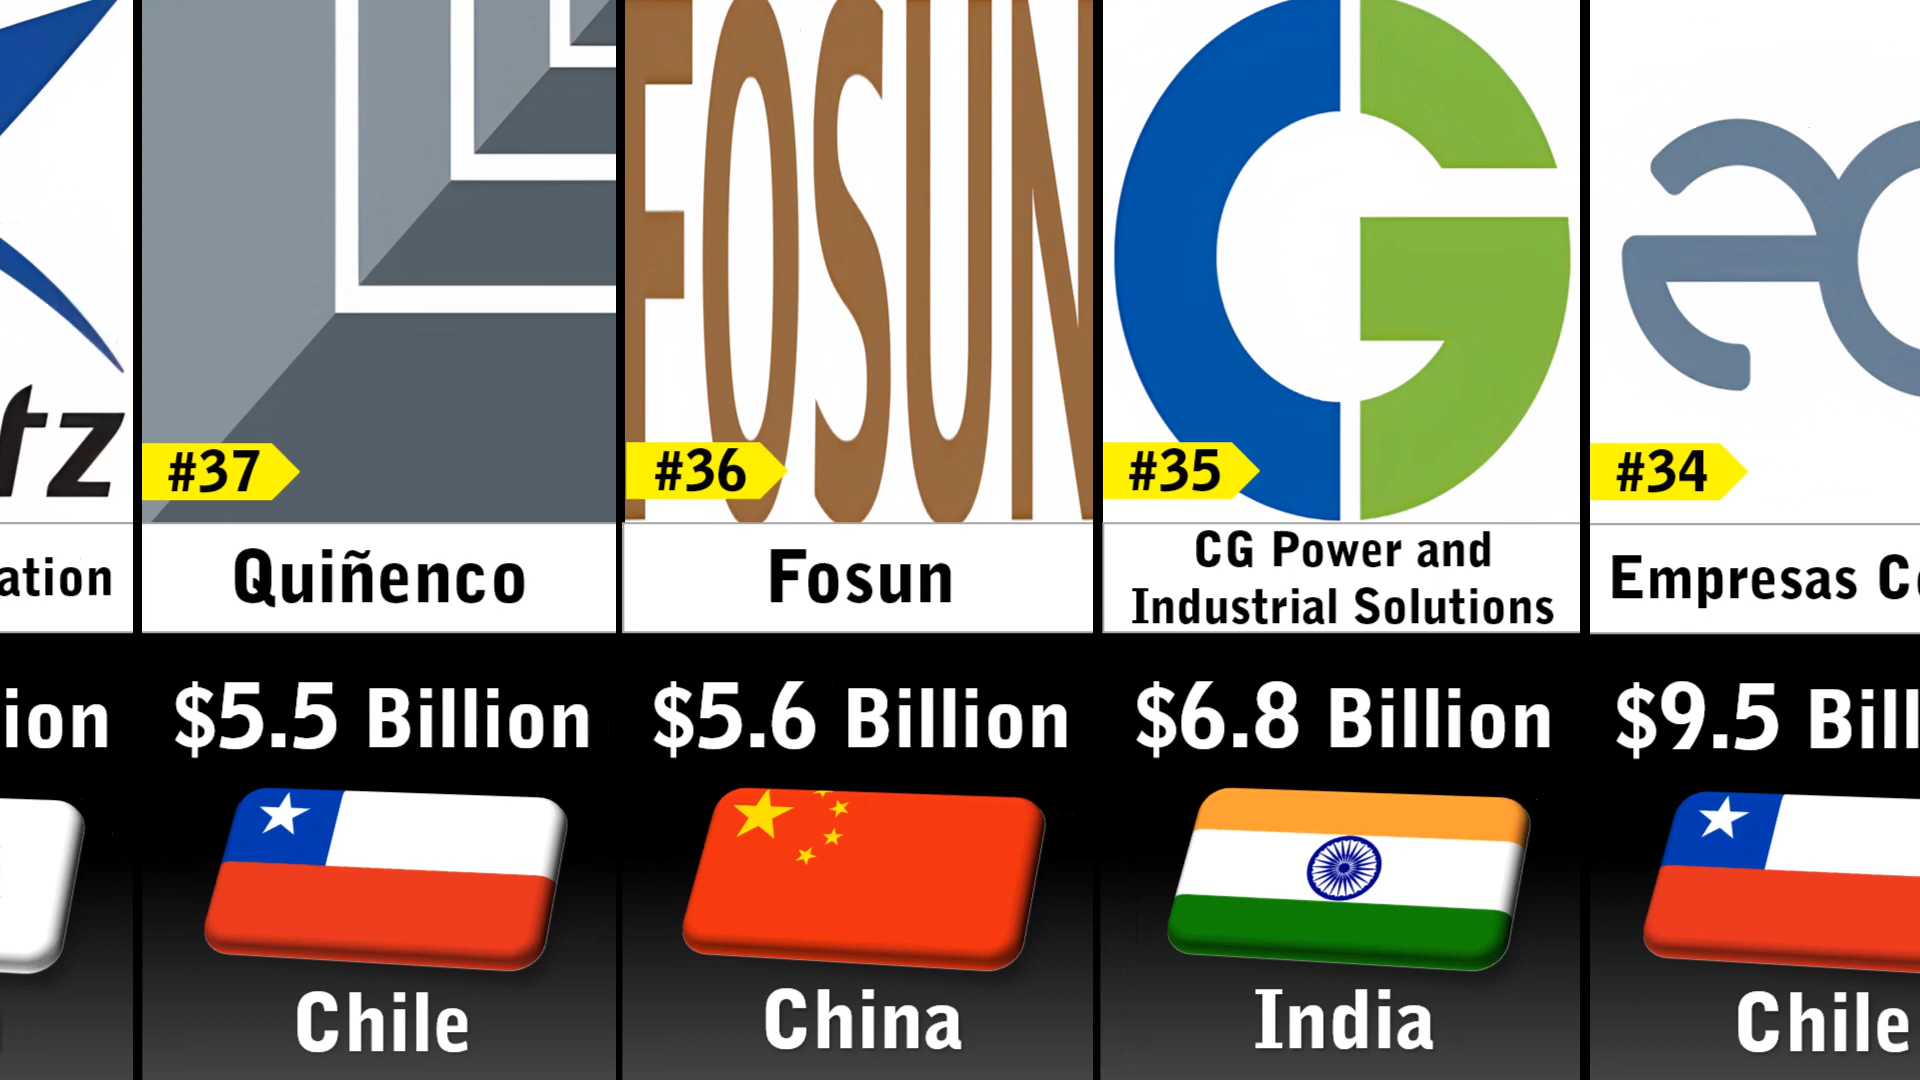 tz
ation
ion
#37
Quiñenco
$5.5 Billion
Chile
FOSUN
#36
Fosun
$5.6 Billion
China
#35
CG Power and
Industrial Solutions
$6.8 Billion
India
#34
Empresas
$9.5 Bill
Chile